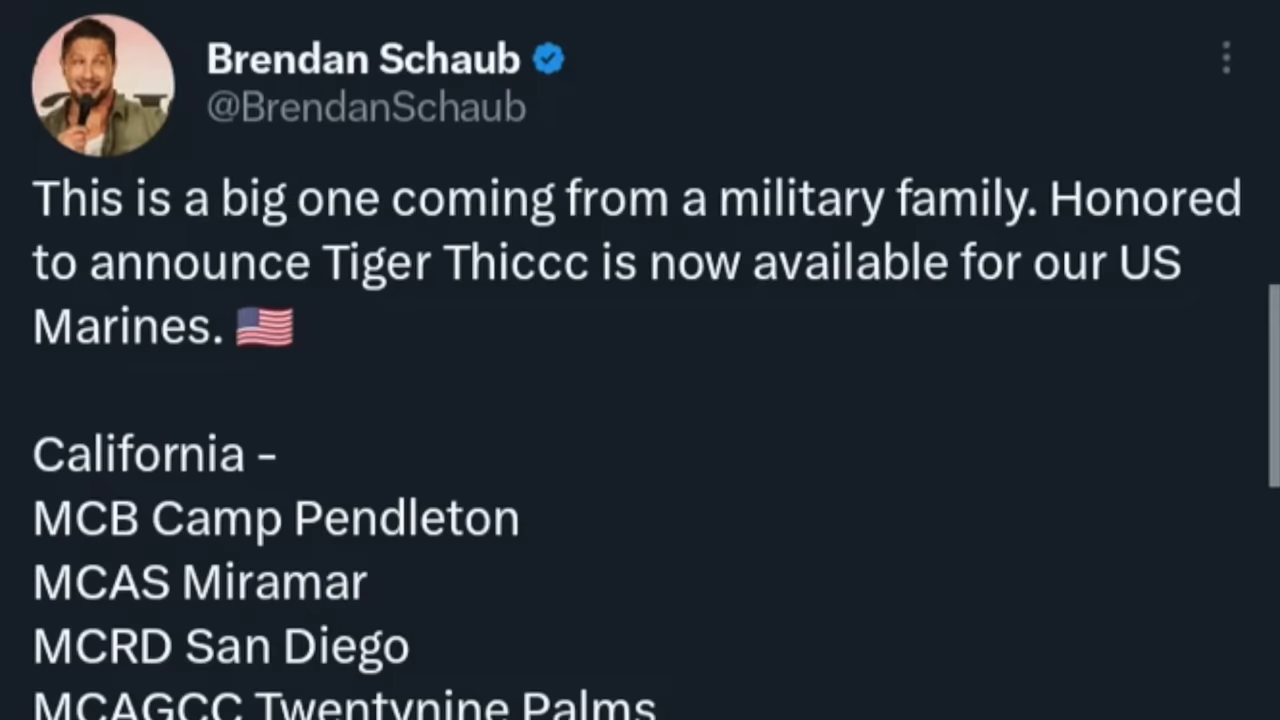 Brendan Schaub
@BrendanSchaub
This is a big one coming from a military family. Honored
to announce Tiger Thiccc is now available for our US
Marines. 🇺🇸
California -
MCB Camp Pendleton
MCAS Miramar
MCRD San Diego
MCAGCC Twentynine Palms